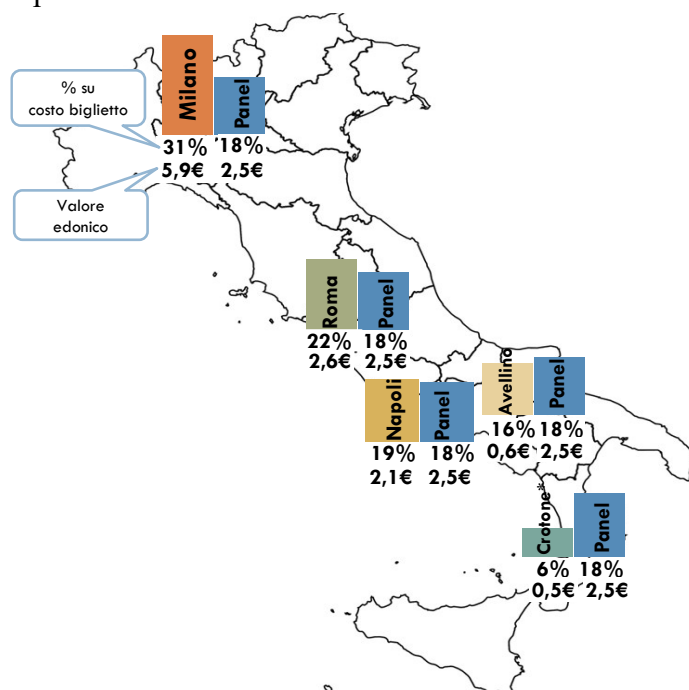 Milano
Panel
% su
costo biglietto
31%
18%
5,9€
2,5€
Valore
edonico
Roma
Panel
22%
18%
2,6€
2,5€
Napoli
Panel
19%
18%
2,1€
2,5€
Avellino
Panel
16%
18%
0,6€
2,5€
Crotone*
Panel
6%
18%
0,5€
2,5€